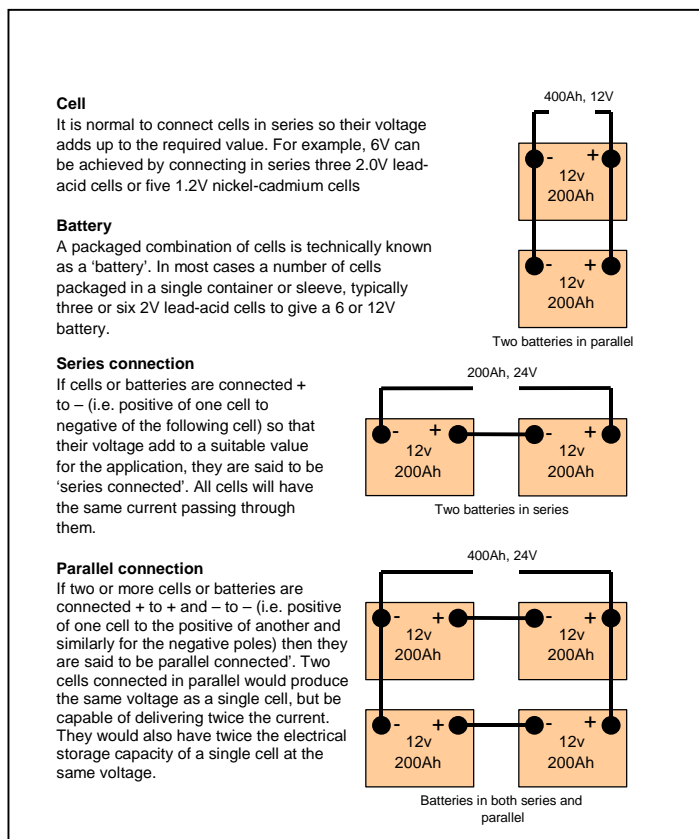 Cell
It is normal to connect cells in series so their voltage
adds up to the required value. For example, 6V can
be achieved by connecting in series three 2.0V lead-
acid cells or five 1.2V nickel-cadmium cells
Battery
A packaged combination of cells is technically known
as a ‘battery’. In most cases a number of cells
packaged in a single container or sleeve, typically
three or six 2V lead-acid cells to give a 6 or 12V
battery.
Series connection
If cells or batteries are connected +
to – (i.e. positive of one cell to
negative of the following cell) so that
their voltage add to a suitable value
for the application, they are said to be
‘series connected’. All cells will have
the same current passing through
them.
Parallel connection
If two or more cells or batteries are
connected + to + and – to – (i.e. positive
of one cell to the positive of another and
similarly for the negative poles) then they
are said to be parallel connected’. Two
cells connected in parallel would produce
the same voltage as a single cell, but be
capable of delivering twice the current.
They would also have twice the electrical
storage capacity of a single cell at the
same voltage.
400Ah, 12V
- +
12v
200Ah
- +
12v
200Ah
Two batteries in parallel
200Ah, 24V
- + - +
12v 12v
200Ah 200Ah
Two batteries in series
400Ah, 24V
- + - +
12v 12v
200Ah 200Ah
- + - +
12v 12v
200Ah 200Ah
Batteries in both series and
parallel